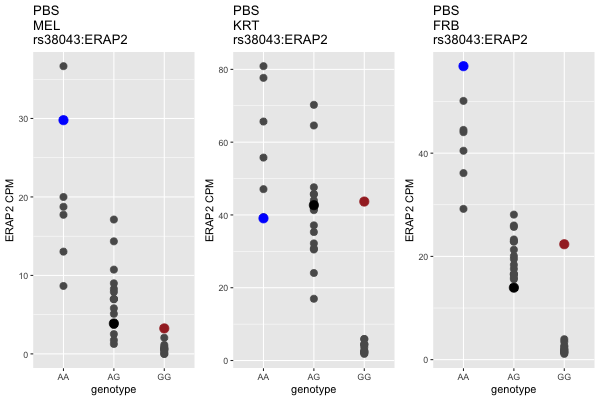 PBS
MEL
rs38043:ERAP2
ERAP2 CPM
30
20
10
0
AA
AG
GG
genotype
PBS
KRT
rs38043:ERAP2
ERAP2 CPM
80
60
40
20
0
AA
AG
GG
genotype
PBS
FRB
rs38043:ERAP2
ERAP2 CPM
40
20
0
AA
AG
GG
genotype